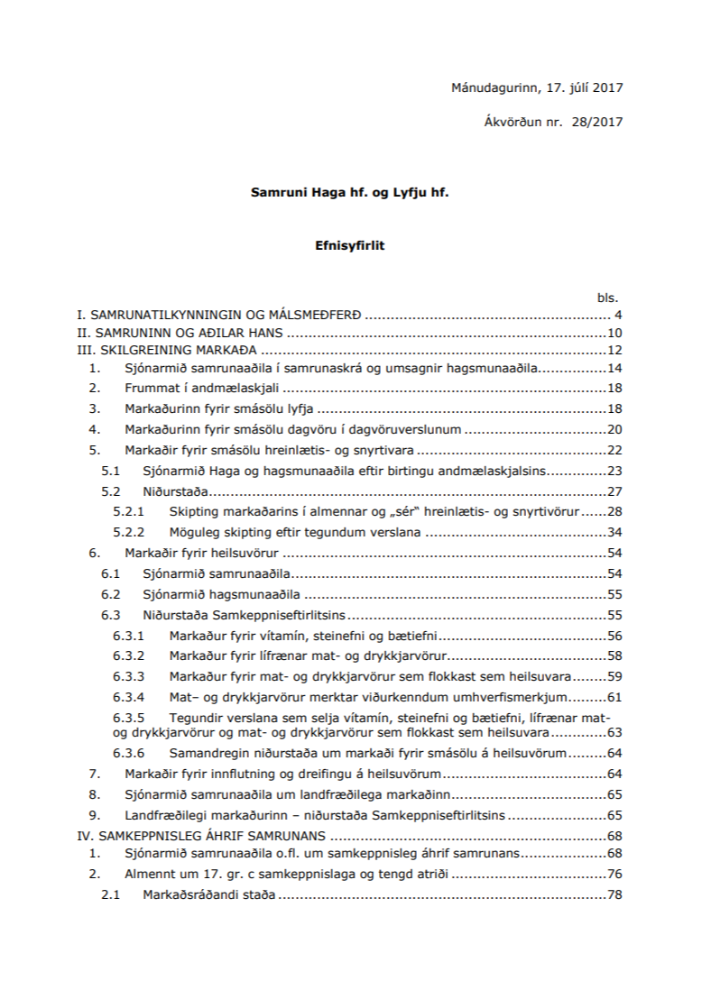 Mánudagurinn, 17. júlí 2017
Ákvörðun nr. 28/2017
Samruni Haga hf. og Lyfju hf.
Efnisyfirlit
bls.
I. SAMRUNATILKYNNINGIN OG MÁLSMEÐFERÐ .......................................................... 4
II. SAMRUNINN OG AÐILAR HANS ...........................................................................10
III. SKILGREINING MARKAÐA .................................................................................12
1. Sjónarmið samrunaaðila í samrunaskrá og umsagnir hagsmunaaðila................14
2. Frummat í andmælaskjali ............................................................................18
3. Markaðurinn fyrir smásölu lyfja ....................................................................18
4. Markaðurinn fyrir smásölu dagvöru í dagvöruverslunum .................................20
5. Markaðir fyrir smásölu hreinlætis- og snyrtivara ............................................22
5.1 Sjónarmið Haga og hagsmunaaðila eftir birtingu andmælaskjalsins..............23
5.2 Niðurstaða.............................................................................................27
5.2.1 Skipting markaðarins í almennar og „sér“ hreinlætis- og snyrtivörur ......28
5.2.2 Möguleg skipting eftir tegundum verslana ..........................................34
6. Markaðir fyrir heilsuvörur ............................................................................54
6.1 Sjónarmið samrunaaðila..........................................................................54
6.2 Sjónarmið hagsmunaaðila .......................................................................55
6.3 Niðurstaða Samkeppniseftirlitsins.............................................................55
6.3.1 Markaður fyrir vítamín, steinefni og bætiefni.......................................56
6.3.2 Markaður fyrir lífrænar mat- og drykkjarvörur.....................................58
6.3.3 Markaður fyrir mat- og drykkjarvörur sem flokkast sem heilsuvara........59
6.3.4 Mat– og drykkjarvörur merktar viðurkenndum umhverfismerkjum.........61
6.3.5 Tegundir verslana sem selja vítamín, steinefni og bætiefni, lífrænar mat-
og drykkjarvörur og mat- og drykkjarvörur sem flokkast sem heilsuvara.............63
6.3.6 Samandregin niðurstaða um markaði fyrir smásölu á heilsuvörum.........64
7. Markaðir fyrir innflutning og dreifingu á heilsuvörum......................................64
8. Sjónarmið samrunaaðila um landfræðilega markaðinn....................................65
9. Landfræðilegi markaðurinn – niðurstaða Samkeppniseftirlitsins .......................65
IV. SAMKEPPNISLEG ÁHRIF SAMRUNANS .................................................................68
1. Sjónarmið samrunaaðila o.fl. um samkeppnisleg áhrif samrunans....................68
2. Almennt um 17. gr. c samkeppnislaga og tengd atriði ....................................76
2.1 Markaðsráðandi staða .............................................................................78